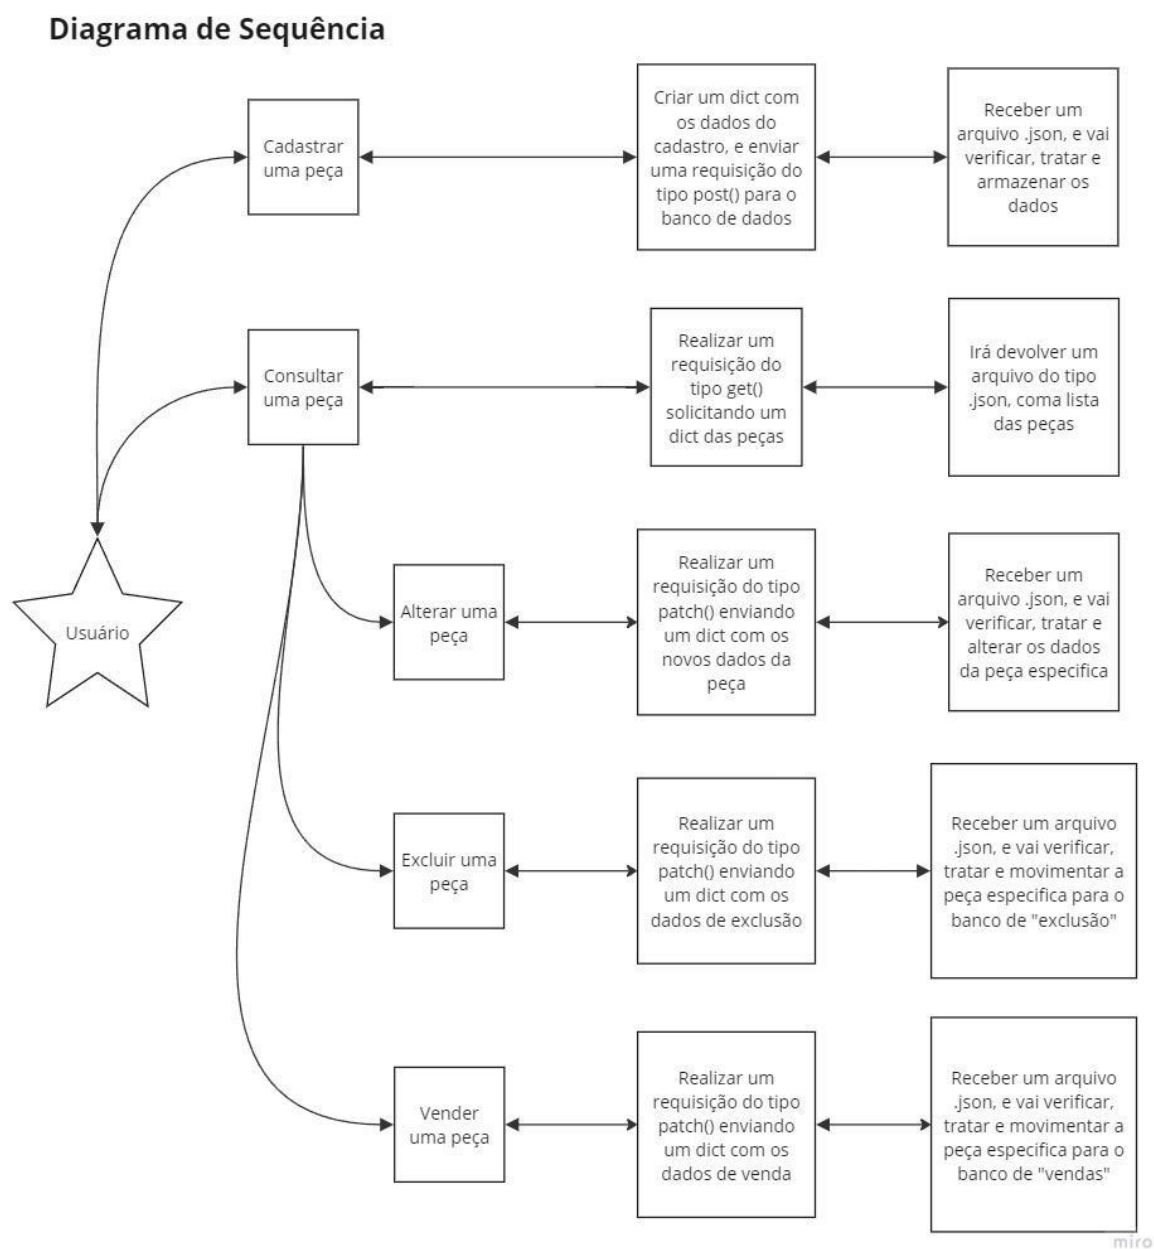 Diagrama de Sequência
Cadastrar
uma peça
Criar um dict com
os dados do
cadastro, e enviar
uma requisição do
tipo post() para o
banco de dados
Receber um
arquivo .json, e vai
verificar, tratar e
armazenar os
dados
Consultar
uma peça
Realizar um
requisição do
tipo get()
solicitando um
dict das peças
Irá devolver um
arquivo do tipo
.json, coma lista
das peças
Usuário
Alterar uma
peça
Realizar um
requisição do tipo
patch() enviando
um dict com os
novos dados da
peça
Receber um
arquivo .json, e vai
verificar, tratar e
alterar os dados
da peça especifica
Excluir uma
peça
Realizar um
requisição do tipo
patch() enviando
um dict com os
dados de exclusão
Receber um arquivo
.json, e vai verificar,
tratar e movimentar a
peça especifica para o
banco de "exclusão"
Vender
uma peça
Realizar um
requisição do tipo
patch() enviando
um dict com os
dados de venda
Receber um arquivo
.json, e vai verificar,
tratar e movimentar a
peça especifica para o
banco de "vendas"
miro